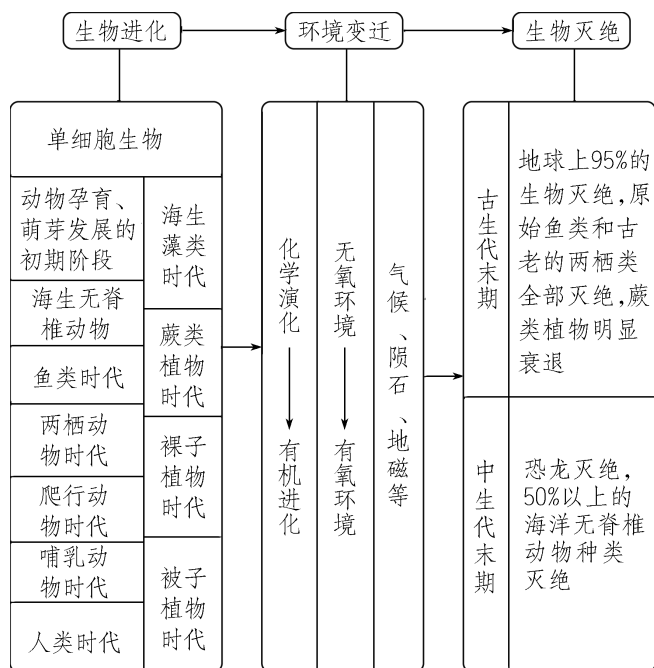 生物进化
环境变迁
生物灭绝
单细胞生物
动物孕育、
萌芽发展的
初期阶段
海生无脊
椎动物
鱼类时代
两栖动
物时代
爬行动
物时代
哺乳动
物时代
人类时代
海生
藻类
时代
蕨类
植物
时代
裸子
植物
时代
被子
植物
时代
化学演化
有机进化
无氧环境
有氧环境
气候、陨石、地磁等
古生代末期
地球上95%的
生物灭绝,原
始鱼类和古
老的两栖类
全部灭绝,蕨
类植物明显
衰退
中生代末期
恐龙灭绝,
50%以上的
海洋无脊椎
动物种类
灭绝